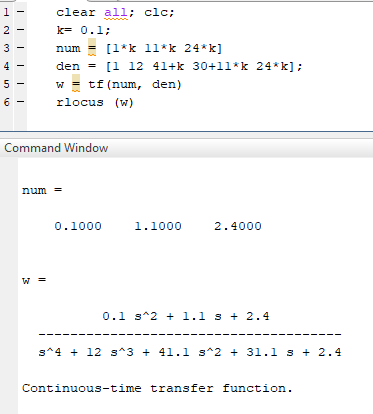 1 - clear all; clc;
2 - k= 0.1;
3 - num = [1*k 11*k 24*k]
4 - den = [1 12 41+k 30+11*k 24*k];
5 - w = tf(num, den)
6 - rlocus (w)
Command Window
num =
0.1000 1.1000 2.4000
w =
0.1 s^2 + 1.1 s + 2.4
--------------------------------------
s^4 + 12 s^3 + 41.1 s^2 + 31.1 s + 2.4
Continuous-time transfer function.